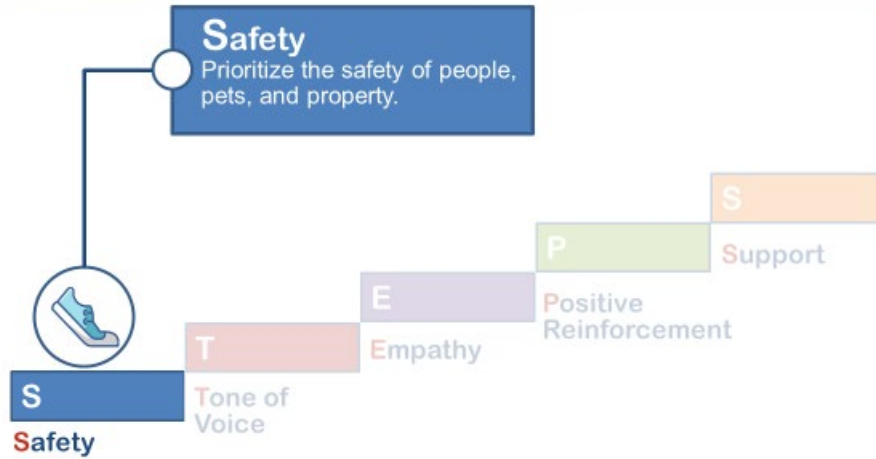 Safety
Prioritize the safety of people,
pets, and property.
S
Support
P
Positive
Reinforcement
E
Empathy
T
Tone of
Voice
S
Safety